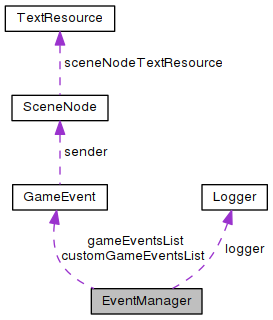 TextResource
sceneNodeTextResource
SceneNode
sender
GameEvent
Logger
gameEventsList
customGameEventsList
logger
EventManager